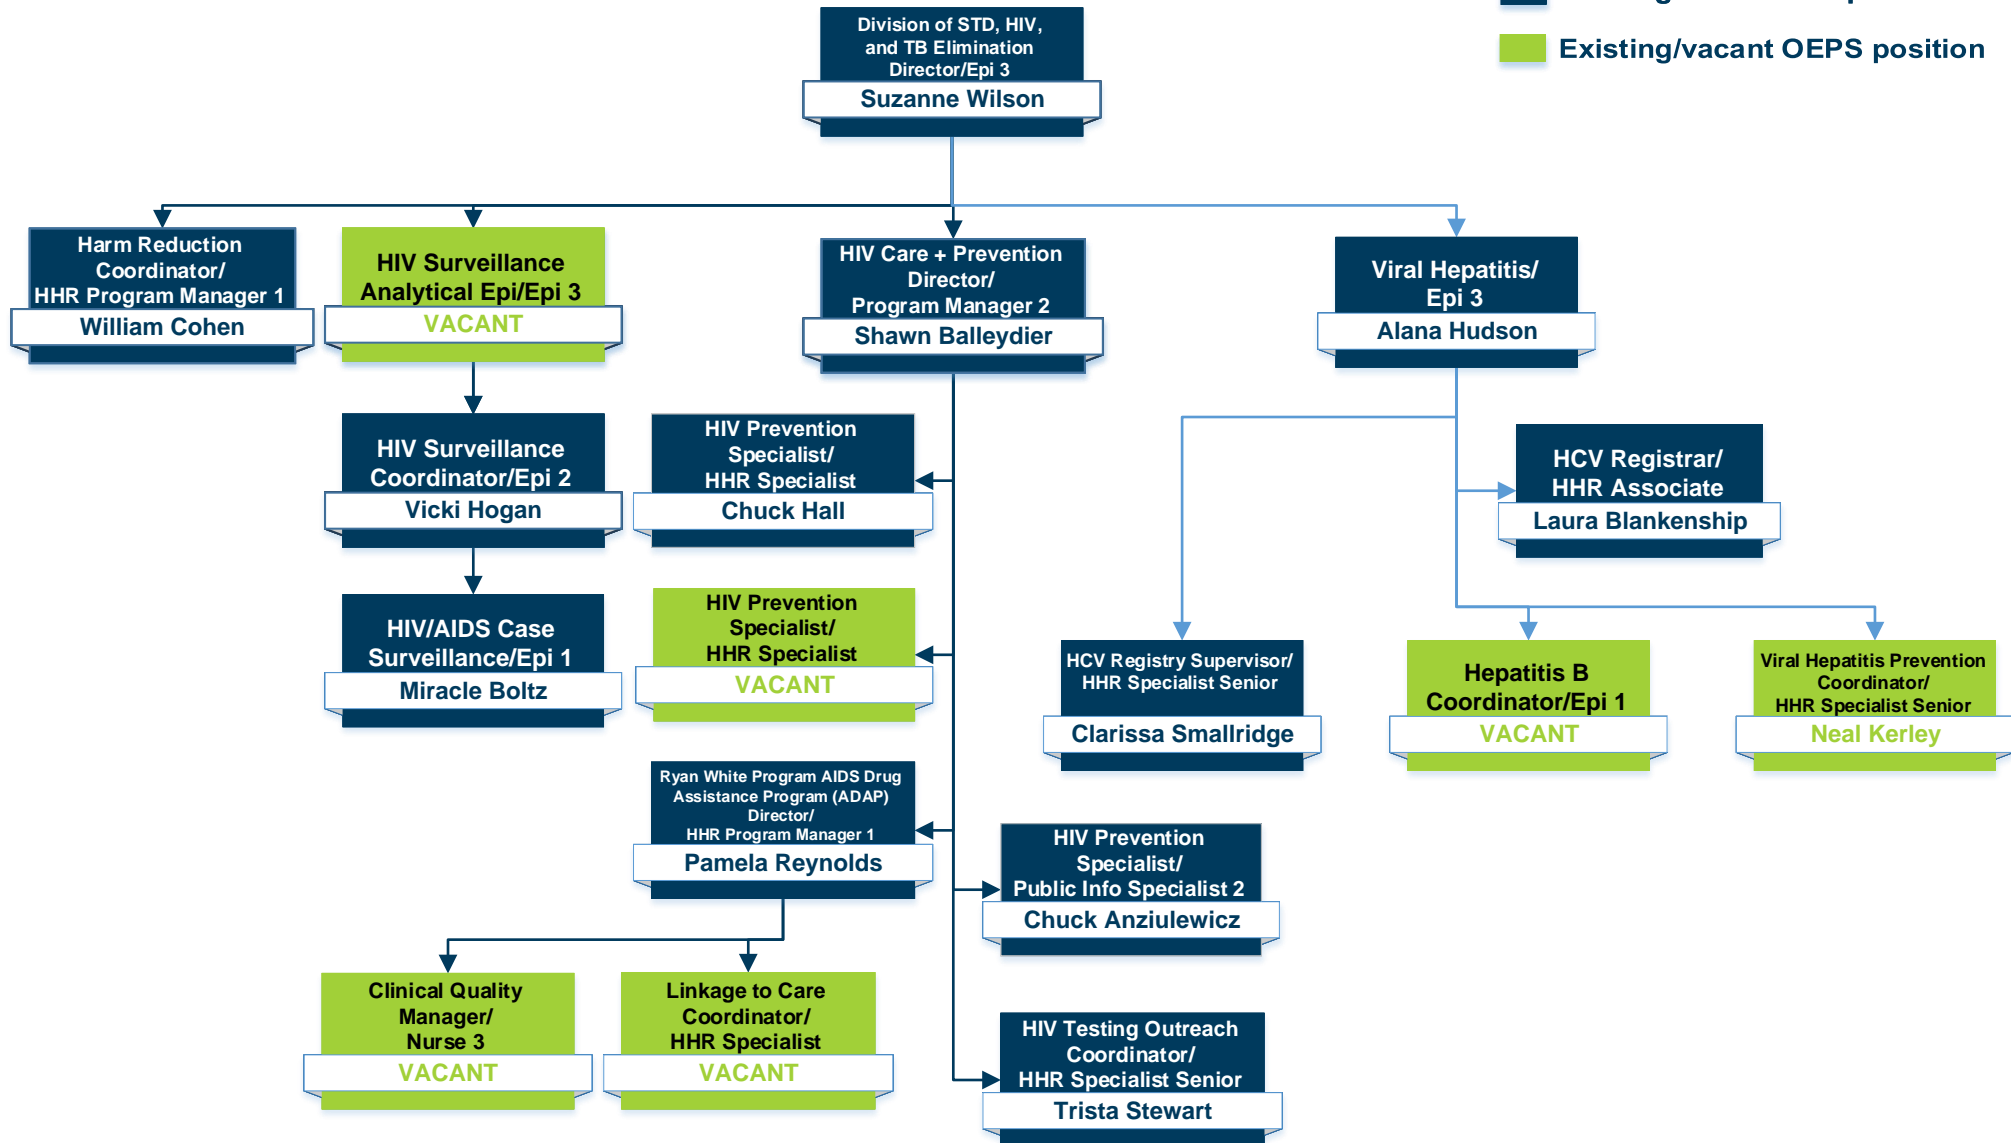 Existing/vacant OEPS position
Division of STD, HIV,
and TB Elimination
Director/Epi 3
Suzanne Wilson
Harm Reduction
Coordinator/
HHR Program Manager 1
William Cohen
HIV Surveillance
Analytical Epi/Epi 3
VACANT
HIV Care + Prevention
Director/
Program Manager 2
Shawn Balleydier
Viral Hepatitis/
Epi 3
Alana Hudson
HIV Surveillance
Coordinator/Epi 2
Vicki Hogan
HIV Prevention
Specialist/
HHR Specialist
Chuck Hall
HCV Registrar/
HHR Associate
Laura Blankenship
HIV/AIDS Case
Surveillance/Epi 1
Miracle Boltz
HIV Prevention
Specialist/
HHR Specialist
VACANT
HCV Registry Supervisor/
HHR Specialist Senior
Clarissa Smallridge
Hepatitis B
Coordinator/Epi 1
VACANT
Viral Hepatitis Prevention
Coordinator/
HHR Specialist Senior
Neal Kerley
Ryan White Program AIDS Drug
Assistance Program (ADAP)
Director/
HHR Program Manager 1
Pamela Reynolds
HIV Prevention
Specialist/
Public Info Specialist 2
Chuck Anziulewicz
Clinical Quality
Manager/
Nurse 3
VACANT
Linkage to Care
Coordinator/
HHR Specialist
VACANT
HIV Testing Outreach
Coordinator/
HHR Specialist Senior
Trista Stewart